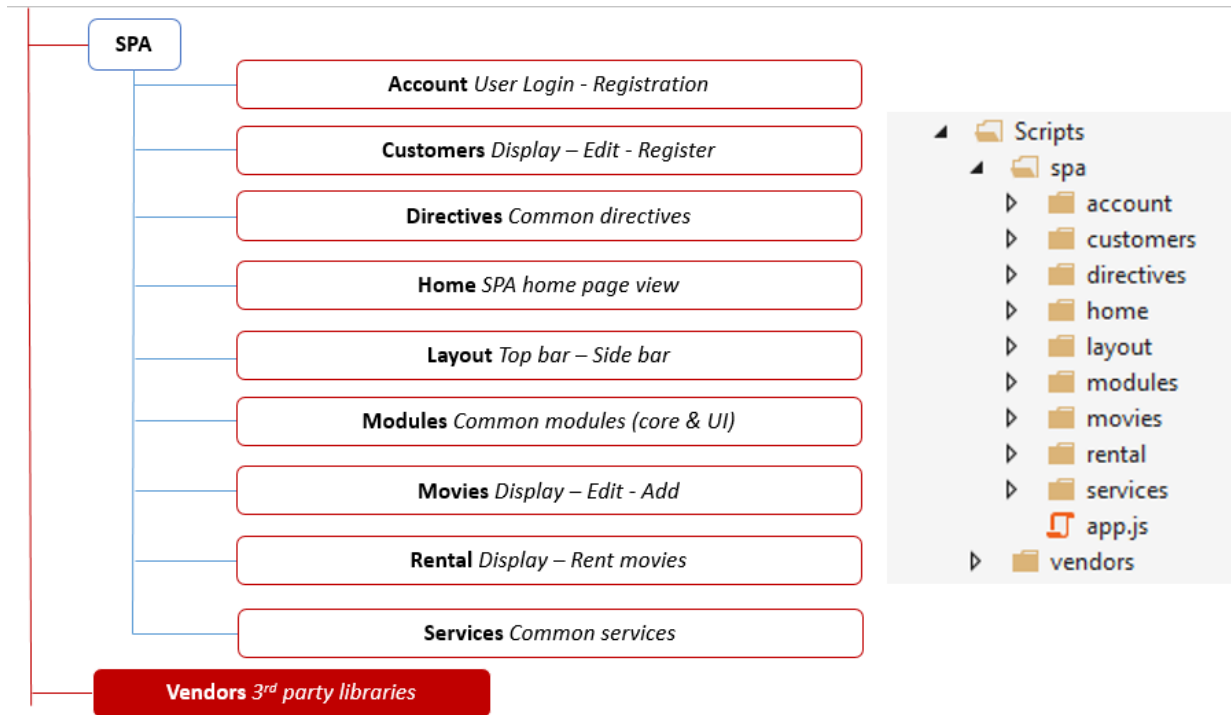 SPA
Account User Login - Registration
Customers Display – Edit - Register
Directives Common directives
Home SPA home page view
Layout Top bar – Side bar
Modules Common modules (core & UI)
Movies Display – Edit - Add
Rental Display – Rent movies
Services Common services
Vendors 3rd party libraries
Scripts
spa
account
customers
directives
home
layout
modules
movies
rental
services
app.js
vendors